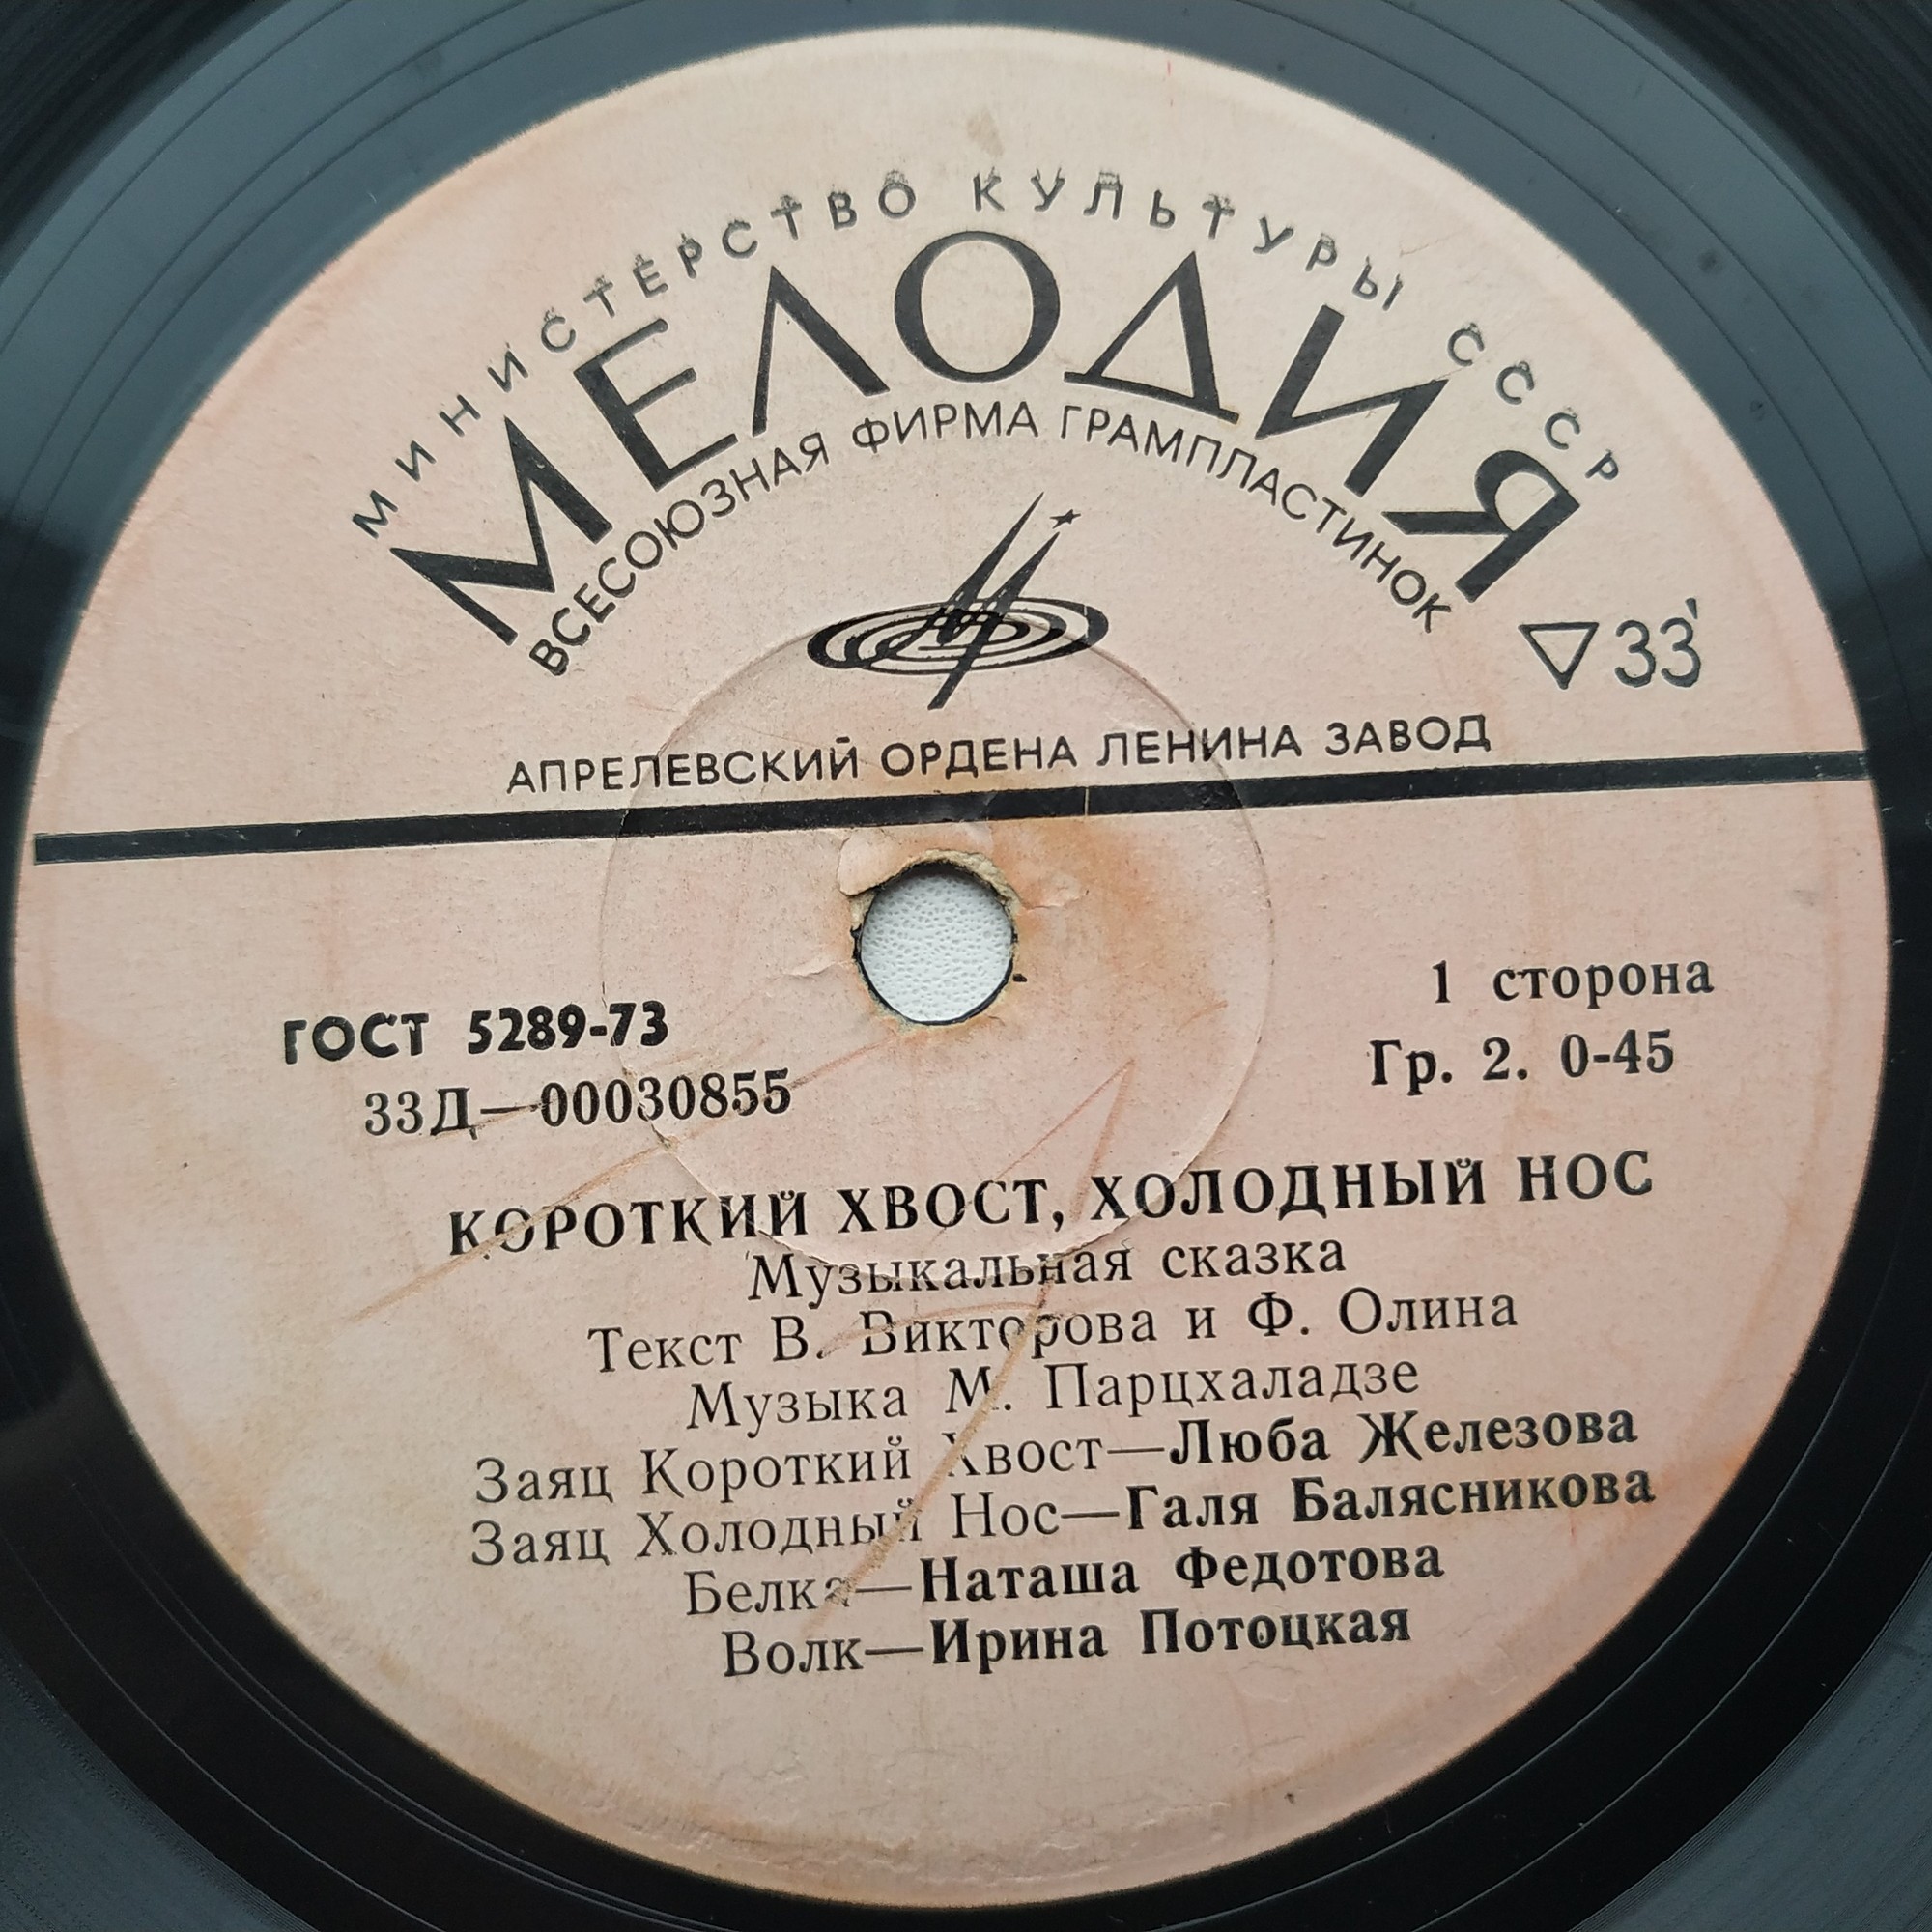 МИНИСТЕРСТВО КУЛЬТУРЫ СССР
МЕЛОДИЯ
ВСЕСОЮЗНАЯ ФИРМА ГРАМПЛАСТИНОК
▽33
АПРЕЛЕВСКИЙ ОРДЕНА ЛЕНИНА ЗАВОД
ГОСТ 5289-73
33Д—00030855
1 сторона
Гр. 2. 0-45
КОРОТКИЙ ХВОСТ, ХОЛОДНЫЙ НОС
Музыкальная сказка
Текст В. Викторова и Ф. Олина
Музыка М. Парцхаладзе
Заяц Короткий Хвост—Люба Железова
Заяц Холодный Нос—Галя Балясникова
Белка—Наташа Федотова
Волк—Ирина Потоцкая